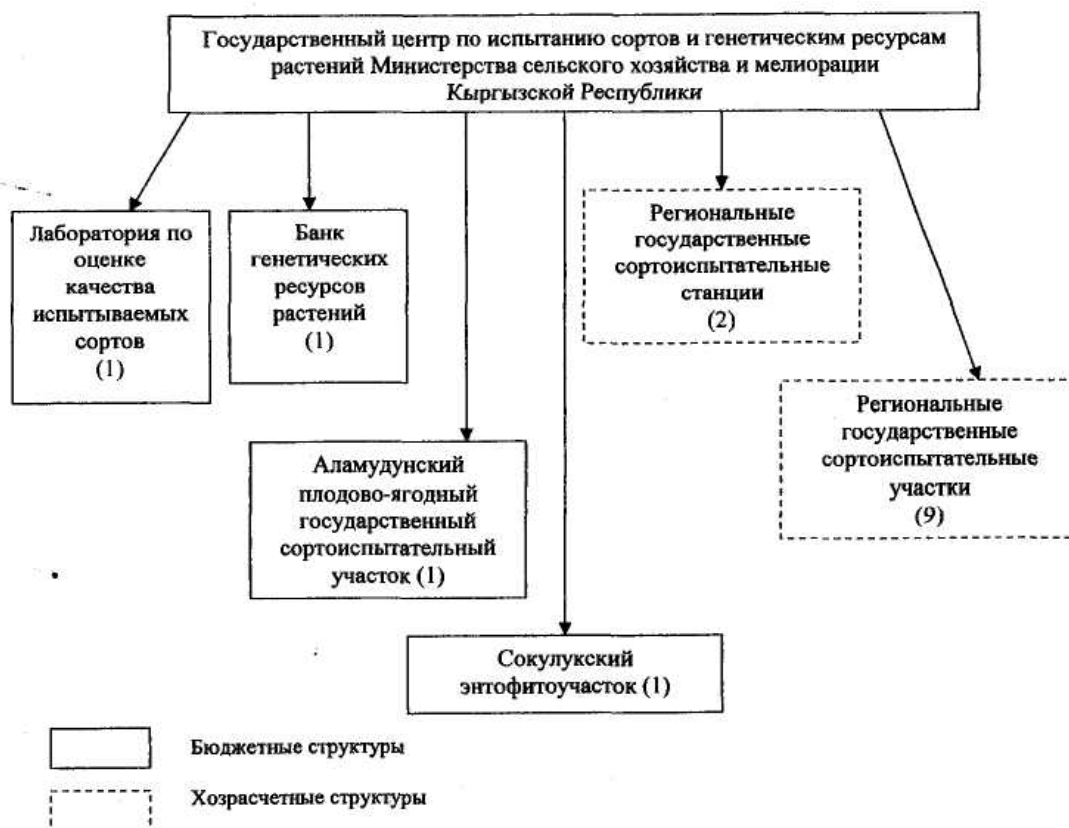 Государственный центр по испытанию сортов и генетическим ресурсам
растений Министерства сельского хозяйства и мелиорации
Кыргызской Республики
Лаборатория по
оценке
качества
испытываемых
сортов
(1)
Банк
генетических
ресурсов
растений
(1)
Региональные
государственные
сортоиспытательные
станции
(2)
Региональные
государственные
сортоиспытательные
участки
(9)
Аламудунский
плодово-ягодный
государственный
сортоиспытательный
участок (1)
Сокулукский
энтофитоучасток (1)
Бюджетные структуры
Хозрасчетные структуры